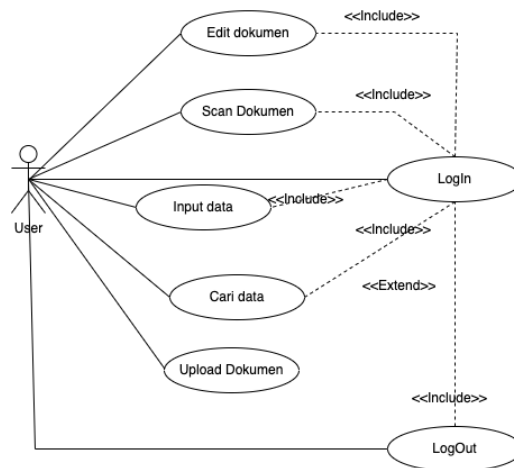 Edit dokumen
<<Include>>
Scan Dokumen
<<Include>>
LogIn
Input data
<<Include>>
User
<<Include>>
Cari data
<<Extend>>
Upload Dokumen
<<Include>>
LogOut